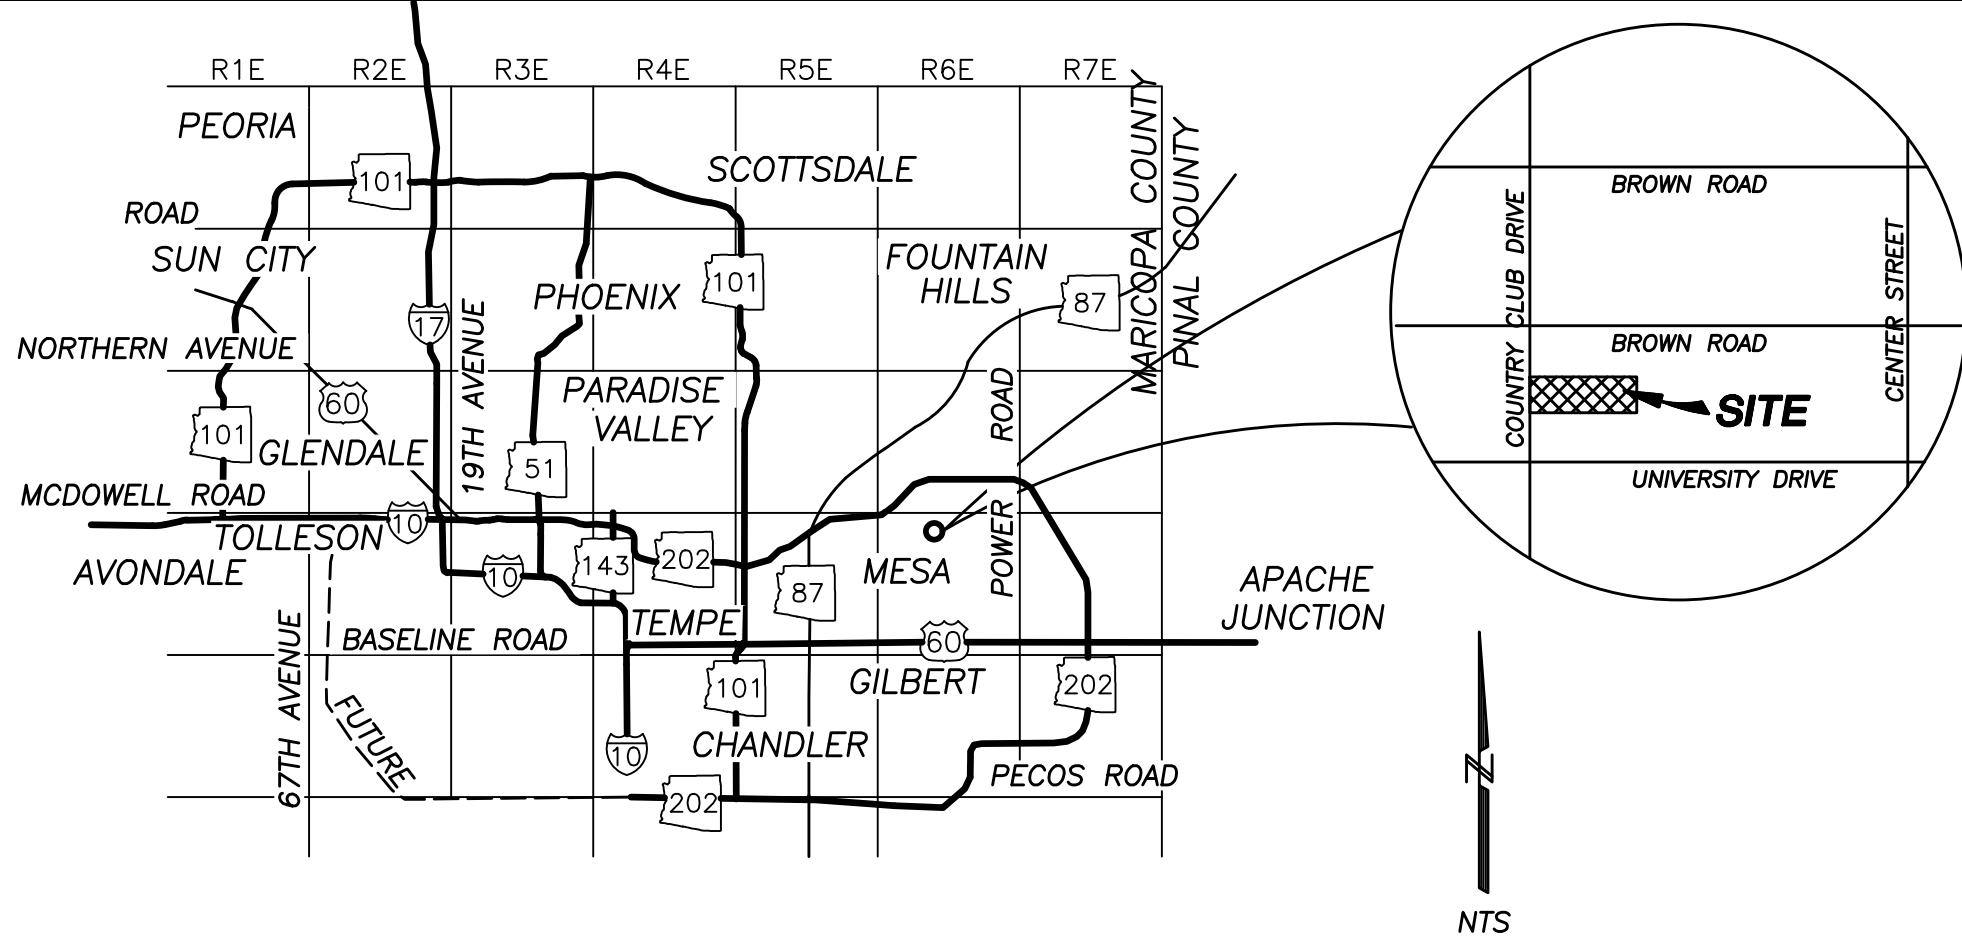 R1E R2E R3E R4E R5E R6E R7E
PEORIA
101
SCOTTSDALE
MARICOPA COUNTY
PINAL COUNTY
ROAD
SUN CITY
FOUNTAIN
HILLS
PHOENIX
101
87
17
19TH AVENUE
NORTHERN AVENUE
60
PARADISE
VALLEY
ROAD
101
GLENDALE
51
MCDOWELL ROAD
10
TOLLESON
AVONDALE
10
143
202
87
MESA
POWER
APACHE
JUNCTION
TEMPE
BASELINE ROAD
60
67TH AVENUE
FUTURE
101
GILBERT
202
10
CHANDLER
PECOS ROAD
202
BROWN ROAD
COUNTRY CLUB DRIVE
CENTER STREET
BROWN ROAD
SITE
UNIVERSITY DRIVE
N
NTS